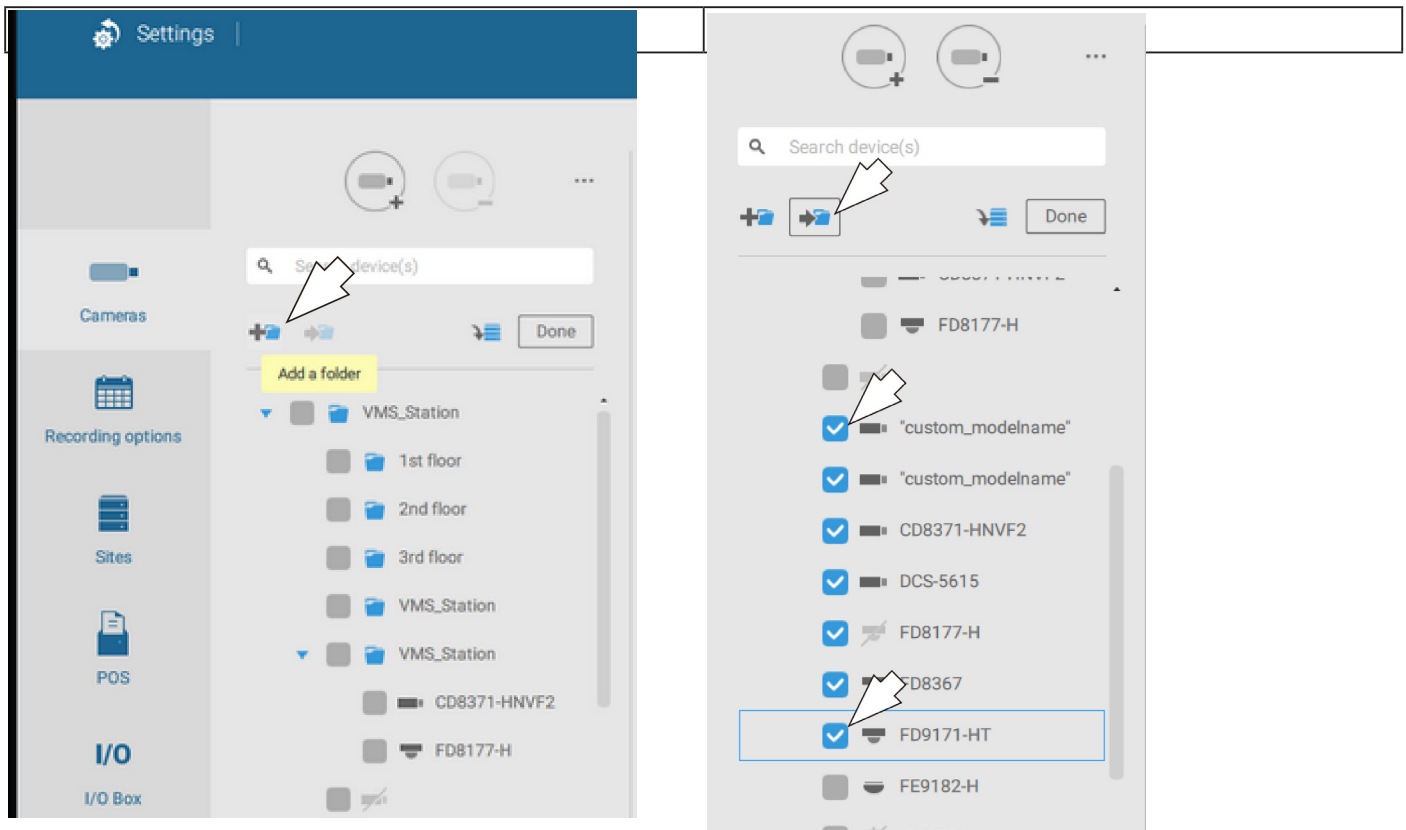 Settings
Cameras
Recording options
Sites
POS
I/O
I/O Box
device(s)
Done
Add a folder
VMS_Station
1st floor
2nd floor
3rd floor
VMS_Station
VMS_Station
CD8371-HNVF2
FD8177-H
Search device(s)
Done
FD8177-H
"custom_modelname"
"custom_modelname"
CD8371-HNVF2
DCS-5615
FD8177-H
FD8367
FD9171-HT
FE9182-H